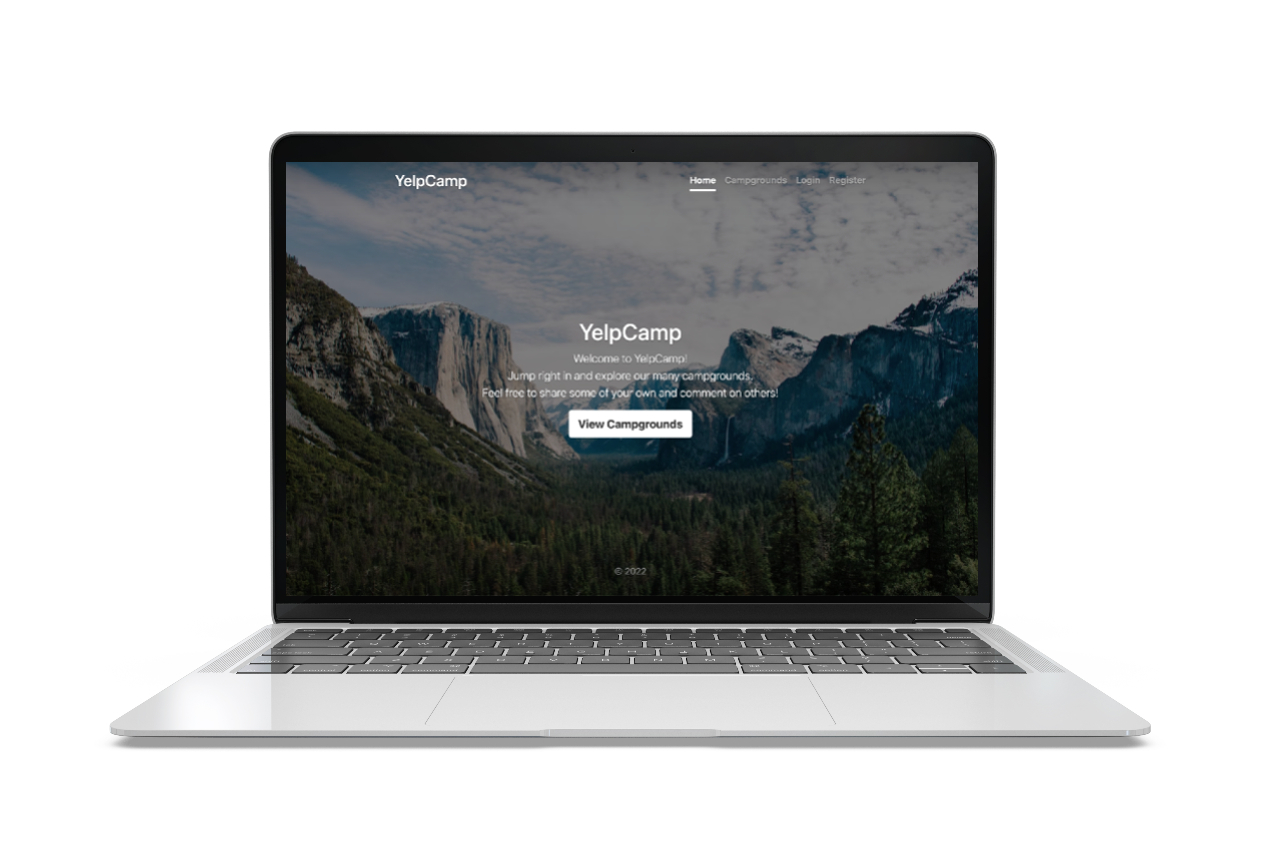 YelpCamp
Home Campgrounds Login Register
YelpCamp
Welcome to YelpCamp!
Jump right in and explore our many campgrounds.
Feel free to share some of your own and comment on others!
View Campgrounds
© 2022